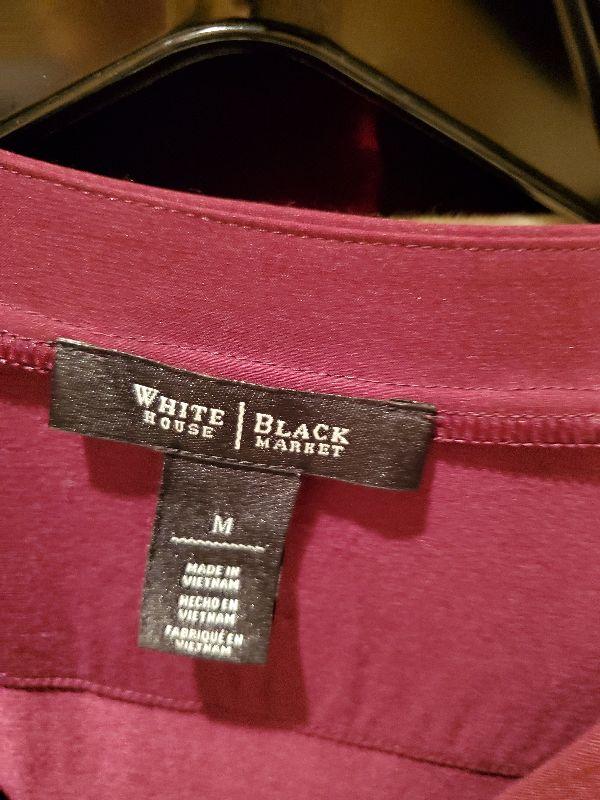 WHITE HOUSE | BLACK MARKET
M
MADE IN
VIETNAM
HECHO EN
VIETNAM
FABRIQUÉ EN
VIETNAM